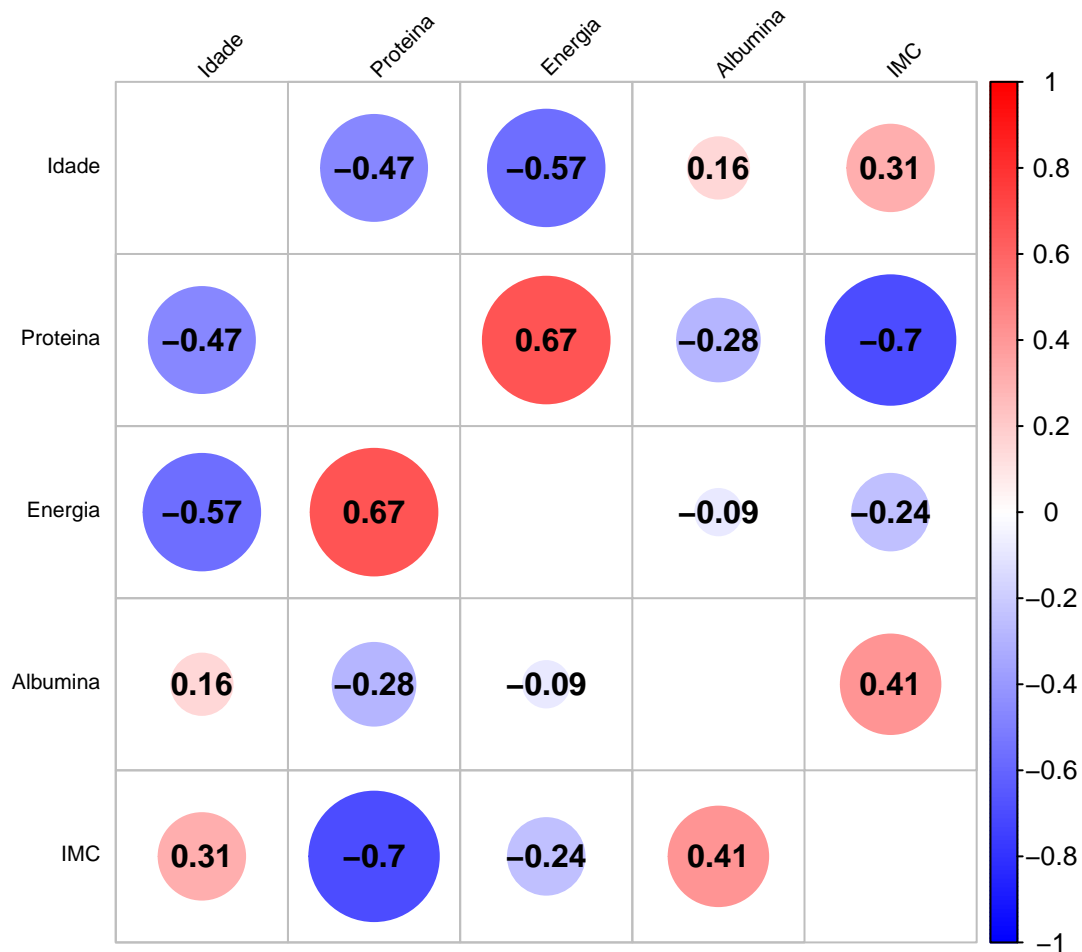 Idade Proteina Energia Albumina IMC
1
Idade −0.47 −0.57 0.16 0.31
0.8
0.6
Proteina −0.47 0.67 −0.28 −0.7
0.4
0.2
Energia −0.57 0.67 −0.09 −0.24
0
−0.2
Albumina 0.16 −0.28 −0.09 0.41
−0.4
−0.6
IMC 0.31 −0.7 −0.24 0.41
−0.8
−1